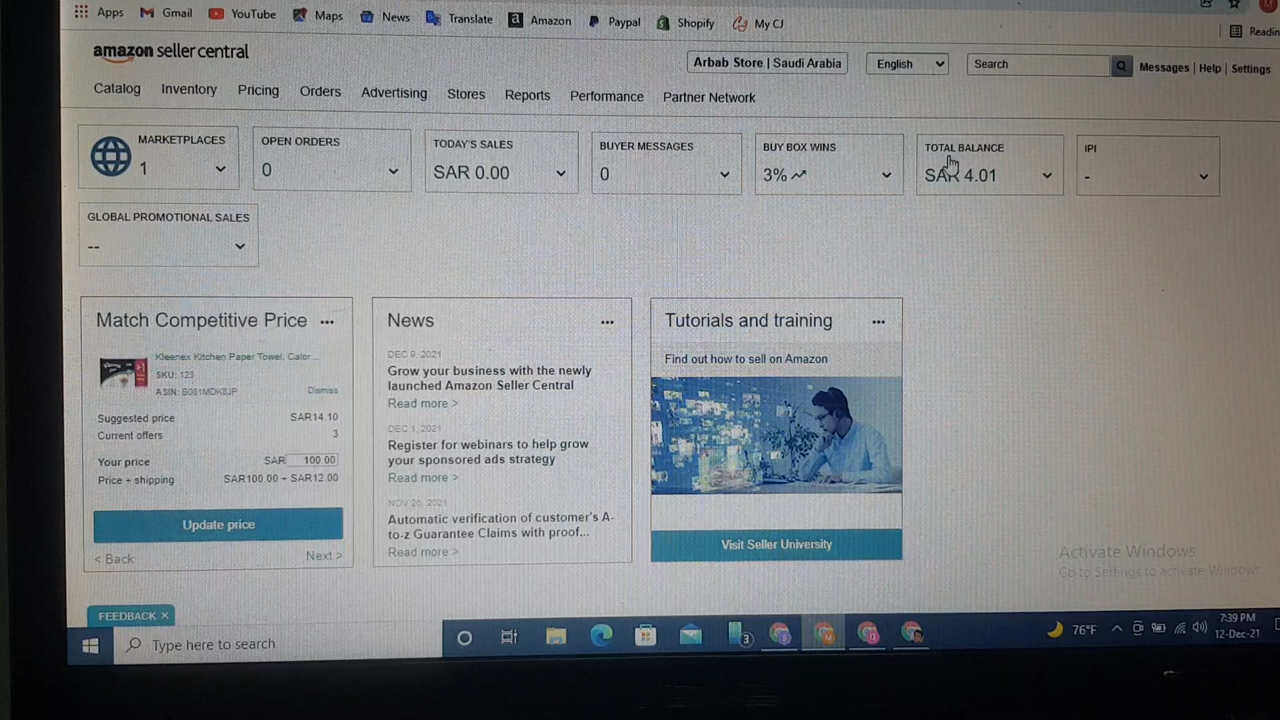 Apps Gmail YouTube Maps News Translate Amazon Paypal Shopify My CJ
amazon seller central
Arbab Store | Saudi Arabia
English
Search
Messages | Help | Settings
Catalog Inventory Pricing Orders Advertising Stores Reports Performance Partner Network
MARKETPLACES
1
OPEN ORDERS
0
TODAY'S SALES
SAR 0.00
BUYER MESSAGES
0
BUY BOX WINS
3%
TOTAL BALANCE
SAR 4.01
IPI
-
GLOBAL PROMOTIONAL SALES
--
Match Competitive Price
Kleenex Kitchen Paper Towel, Calor...
SKU: 123
Dismiss
Suggested price SAR14.10
Current offers 3
Your price SAR 100.00
Price + shipping SAR100.00 + SAR12.00
Update price
< Back Next >
News
DEC 9, 2021
Grow your business with the newly
launched Amazon Seller Central
Read more >
DEC 1, 2021
Register for webinars to help grow
your sponsored ads strategy
Read more >
NOV 26, 2021
Automatic verification of customer's A-
to-z Guarantee Claims with proof...
Read more >
Tutorials and training
Find out how to sell on Amazon
Visit Seller University
Activate Windows
Go to Settings to activate Windows.
FEEDBACK ×
Type here to search
3
76°F
7:39 PM
12-Dec-21